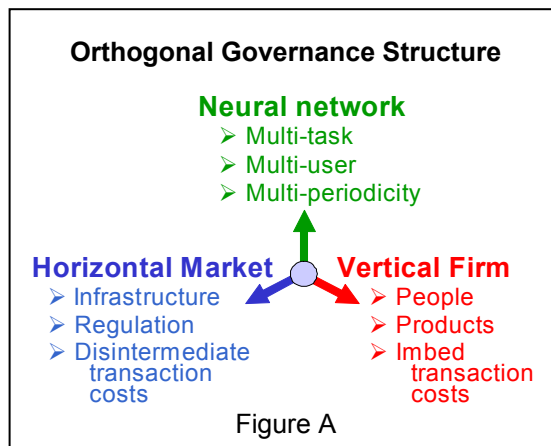 Orthogonal Governance Structure
Neural network
➢ Multi-task
➢ Multi-user
➢ Multi-periodicity
Horizontal Market
➢ Infrastructure
➢ Regulation
➢ Disintermediate
transaction
costs
Vertical Firm
➢ People
➢ Products
➢ Imbed
transaction
costs
Figure A